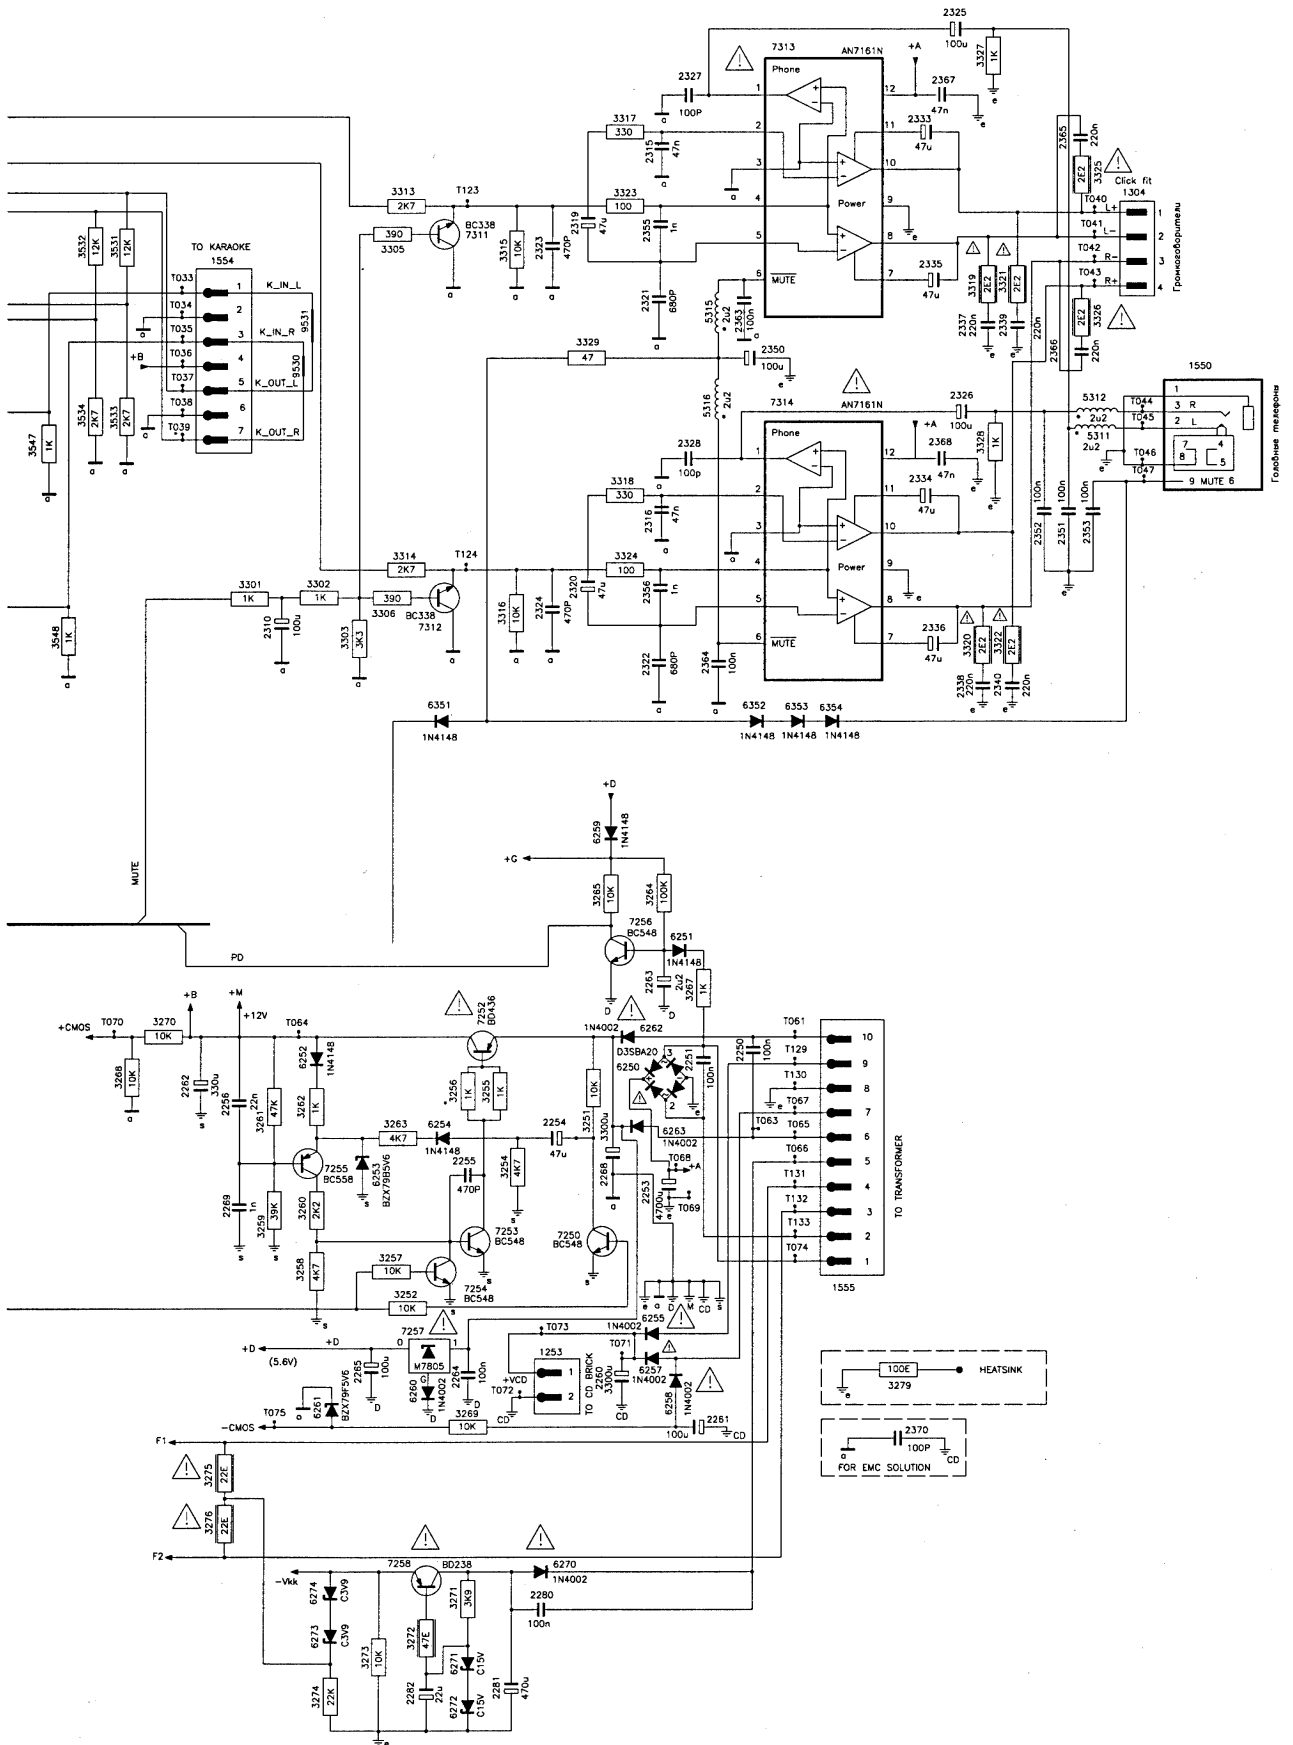 2325
100u
3327
1K
e
7313
AN7161N
+A
Phone
2327
100P
a
2367
47n
e
1
12
3317
330
2315
47n
a
2
11
2333
47u
3
10
a
2365
220n
3325
2E2
Click fit
1304
T040
L+
1
T041
L-
2
T042
R-
3
T043
R+
4
Громкоговорители
3313
2K7
T123
390
3305
BC338
7311
a
3315
10K
a
2323
470P
a
2319
47u
3323
100
2355
1n
4
Power
9
e
5
8
6
MUTE
7
2335
47u
2321
680P
a
5315
2u2
2363
100n
a
3319
2E2
3321
2E2
2337
220n
e
2339
220n
e
3326
2E2
2366
220n
3532
12K
3531
12K
TO KARAOKE
1554
T033
1
K_IN_L
T034
2
a
T035
3
K_IN_R
T036
4
+B
T037
5
K_OUT_L
T038
6
a
T039
7
K_OUT_R
9531
9530
3534
2K7
a
3533
2K7
a
3547
1K
a
3329
47
2350
100u
e
5316
2u2
7314
AN7161N
Phone
2326
100u
3328
1K
e
+A
2328
100p
a
2368
47n
e
1
12
3318
330
2316
47n
a
2
11
2334
47u
3
10
a
1550
1
5312
2u2
T044
3 R
5311
2u2
T045
2 L
T046
e
7
8
4
5
T047
9 MUTE 6
Головные телефоны
2352
100n
2351
100n
2353
100n
e
3314
2K7
T124
3301
1K
3302
1K
390
3306
BC338
7312
a
2310
100u
a
3303
3K3
a
3548
1K
a
3316
10K
a
2324
470P
a
2320
47u
3324
100
2356
1n
4
Power
9
e
5
8
6
MUTE
7
2336
47u
2322
680P
a
2364
100n
a
3320
2E2
3322
2E2
2338
220n
e
2340
220n
e
6351
1N4148
6352
1N4148
6353
1N4148
6354
1N4148
+D
6259
1N4148
+G
3265
10K
3264
100K
MUTE
7256
BC548
6251
1N4148
PD
D
2263
2u2
D
3267
1K
+CMOS
T070
3270
10K
+B
+M
+12V
T064
7252
BD436
1N4002
6262
T061
10
3268
10K
a
2262
330u
s
2256
22n
3261
47K
6252
1N4148
3262
1K
3256
1K
3255
1K
3251
10K
D3SBA20
6250
3
2
e
2251
100n
2250
100n
T129
9
T130
8
e
T067
7
T063
T065
6
T066
5
T131
4
T132
3
T133
2
T074
1
TO TRANSFORMER
1555
3263
4K7
6254
1N4148
2254
47u
3300u
2268
a
6263
1N4002
7255
BC558
6253
BZX79B5V6
s
2255
470P
3254
4K7
s
T068
+A
2253
4700u
e
T069
2269
1n
s
3259
39K
s
3260
2K2
7253
BC548
s
7250
BC548
s
3258
4K7
s
3257
10K
7254
BC548
s
3252
10K
e
a
D
M
CD
s
7257
O
1
M7805
G
T073
1N4002
6255
+D
(5.6V)
+D
2265
100u
D
6260
1N4002
D
2264
100n
D
1253
1
2
TO CD BRICK
+VCD
T072
CD
T071
2260
3300u
CD
6257
1N4002
6258
1N4002
100E
3279
e
HEATSINK
6261
BZX79F5V6
a
T075
-CMOS
3269
10K
2261
100u
CD
2370
100P
a
CD
FOR EMC SOLUTION
F1
3275
22E
3276
22E
F2
7258
BD238
6270
1N4002
-Vkk
6274
C3V9
6273
C3V9
3274
22K
3273
10K
3272
47E
3271
3K9
2280
100n
6271
C15V
6272
C15V
2282
22u
2281
470u
e